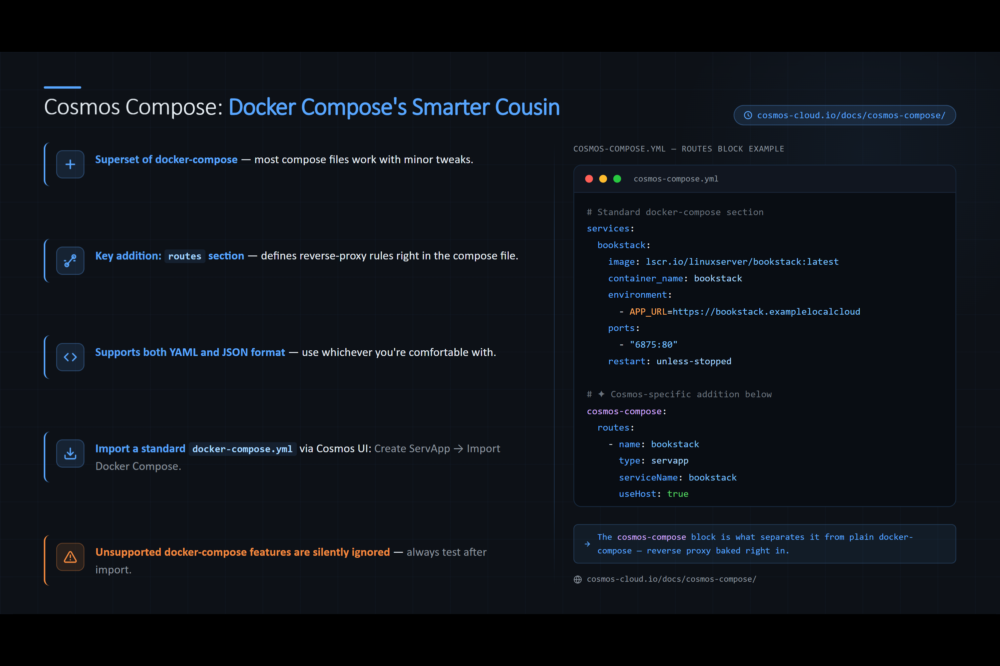 Cosmos Compose: Docker Compose's Smarter Cousin
cosmos-cloud.io/docs/cosmos-compose/
Superset of docker-compose — most compose files work with minor tweaks.
Key addition: routes section — defines reverse-proxy rules right in the compose file.
Supports both YAML and JSON format — use whichever you're comfortable with.
Import a standard docker-compose.yml via Cosmos UI: Create ServApp → Import
Docker Compose.
Unsupported docker-compose features are silently ignored — always test after
import.
COSMOS-COMPOSE.YML — ROUTES BLOCK EXAMPLE
cosmos-compose.yml
# Standard docker-compose section
services:
  bookstack:
    image: lscr.io/linuxserver/bookstack:latest
    container_name: bookstack
    environment:
      - APP_URL=https://bookstack.examplelocalcloud
    ports:
      - "6875:80"
    restart: unless-stopped
# ✦ Cosmos-specific addition below
cosmos-compose:
  routes:
    - name: bookstack
      type: servapp
      serviceName: bookstack
      useHost: true
→ The cosmos-compose block is what separates it from plain docker-
compose — reverse proxy baked right in.
cosmos-cloud.io/docs/cosmos-compose/